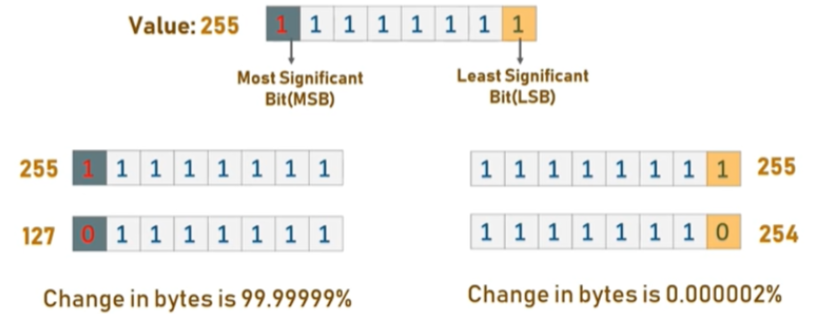 Value: 255 1 1 1 1 1 1 1 1
Most Significant
Bit(MSB)
Least Significant
Bit(LSB)
255 1 1 1 1 1 1 1 1
1 1 1 1 1 1 1 1 255
127 0 1 1 1 1 1 1 1
1 1 1 1 1 1 1 0 254
Change in bytes is 99.99999%
Change in bytes is 0.000002%